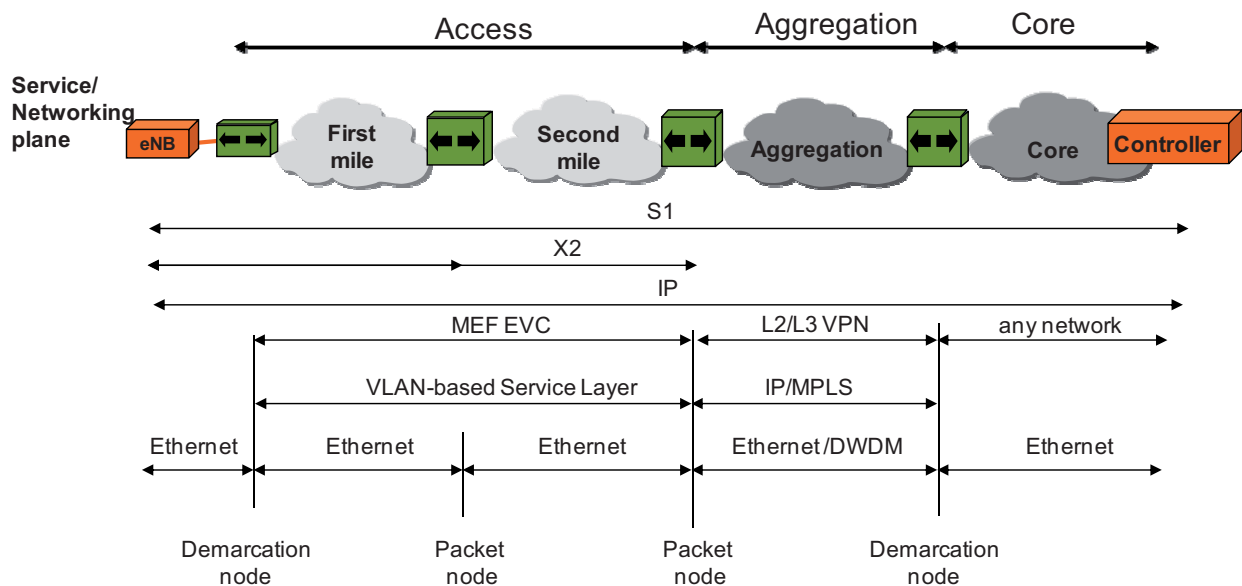 Access
Aggregation
Core
Service/
Networking
plane
eNB
First
mile
Second
mile
Aggregation
Core
Controller
S1
X2
IP
MEF EVC
L2/L3 VPN
any network
VLAN-based Service Layer
IP/MPLS
Ethernet
Ethernet
Ethernet
Ethernet/DWDM
Ethernet
Demarcation
node
Packet
node
Packet
node
Demarcation
node